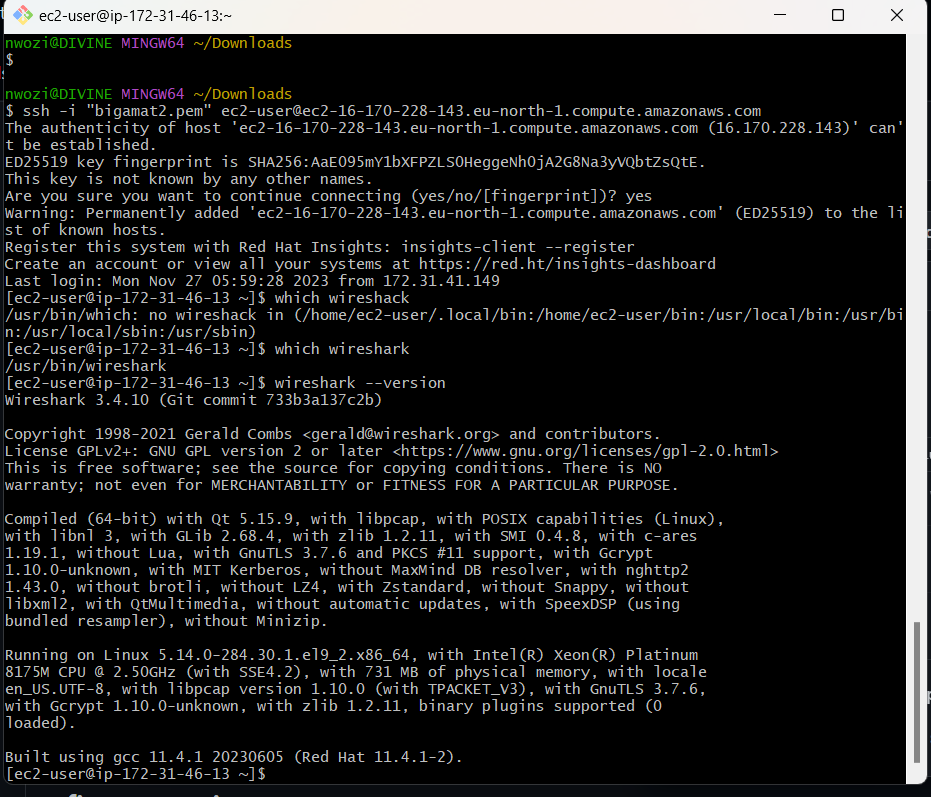 ec2-user@ip-172-31-46-13:~
nwozi@DIVINE MINGW64 ~/Downloads
$
nwozi@DIVINE MINGW64 ~/Downloads
$ ssh -i "bigamat2.pem" ec2-user@ec2-16-170-228-143.eu-north-1.compute.amazonaws.com
The authenticity of host 'ec2-16-170-228-143.eu-north-1.compute.amazonaws.com (16.170.228.143)' can'
t be established.
ED25519 key fingerprint is SHA256:AaE095mY1bXFPZLS0HeggeNh0jA2G8Na3yVQbtZsQtE.
This key is not known by any other names.
Are you sure you want to continue connecting (yes/no/[fingerprint])? yes
Warning: Permanently added 'ec2-16-170-228-143.eu-north-1.compute.amazonaws.com' (ED25519) to the li
st of known hosts.
Register this system with Red Hat Insights: insights-client --register
Create an account or view all your systems at https://red.ht/insights-dashboard
Last login: Mon Nov 27 05:59:28 2023 from 172.31.41.149
[ec2-user@ip-172-31-46-13 ~]$ which wireshack
/usr/bin/which: no wireshack in (/home/ec2-user/.local/bin:/home/ec2-user/bin:/usr/local/bin:/usr/bi
n:/usr/local/sbin:/usr/sbin)
[ec2-user@ip-172-31-46-13 ~]$ which wireshark
/usr/bin/wireshark
[ec2-user@ip-172-31-46-13 ~]$ wireshark --version
Wireshark 3.4.10 (Git commit 733b3a137c2b)
Copyright 1998-2021 Gerald Combs <gerald@wireshark.org> and contributors.
License GPLv2+: GNU GPL version 2 or later <https://www.gnu.org/licenses/gpl-2.0.html>
This is free software; see the source for copying conditions. There is NO
warranty; not even for MERCHANTABILITY or FITNESS FOR A PARTICULAR PURPOSE.
Compiled (64-bit) with Qt 5.15.9, with libpcap, with POSIX capabilities (Linux),
with libnl 3, with GLib 2.68.4, with zlib 1.2.11, with SMI 0.4.8, with c-ares
1.19.1, without Lua, with GnuTLS 3.7.6 and PKCS #11 support, with Gcrypt
1.10.0-unknown, with MIT Kerberos, without MaxMind DB resolver, with nghttp2
1.43.0, without brotli, without LZ4, with Zstandard, without Snappy, without
libxml2, with QtMultimedia, without automatic updates, with SpeexDSP (using
bundled resampler), without Minizip.
Running on Linux 5.14.0-284.30.1.el9_2.x86_64, with Intel(R) Xeon(R) Platinum
8175M CPU @ 2.50GHz (with SSE4.2), with 731 MB of physical memory, with locale
en_US.UTF-8, with libpcap version 1.10.0 (with TPACKET_V3), with GnuTLS 3.7.6,
with Gcrypt 1.10.0-unknown, with zlib 1.2.11, binary plugins supported (0
loaded).
Built using gcc 11.4.1 20230605 (Red Hat 11.4.1-2).
[ec2-user@ip-172-31-46-13 ~]$